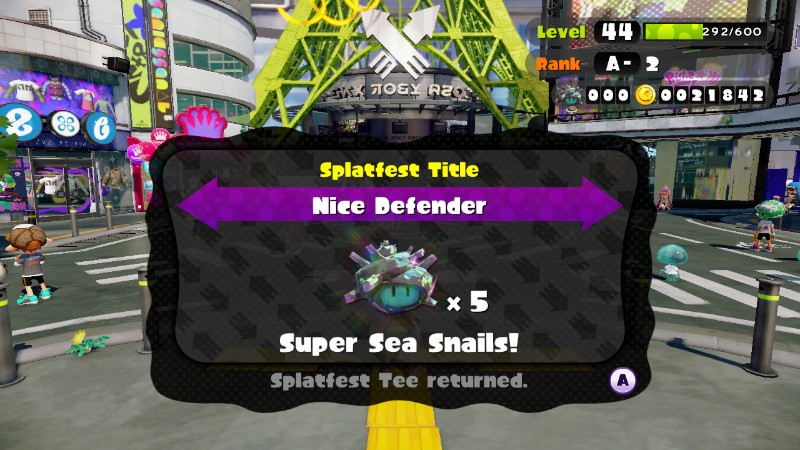 Level 44 292/600
Rank A- 2
000 0021842
Splatfest Title
Nice Defender
× 5
Super Sea Snails!
Splatfest Tee returned.
A